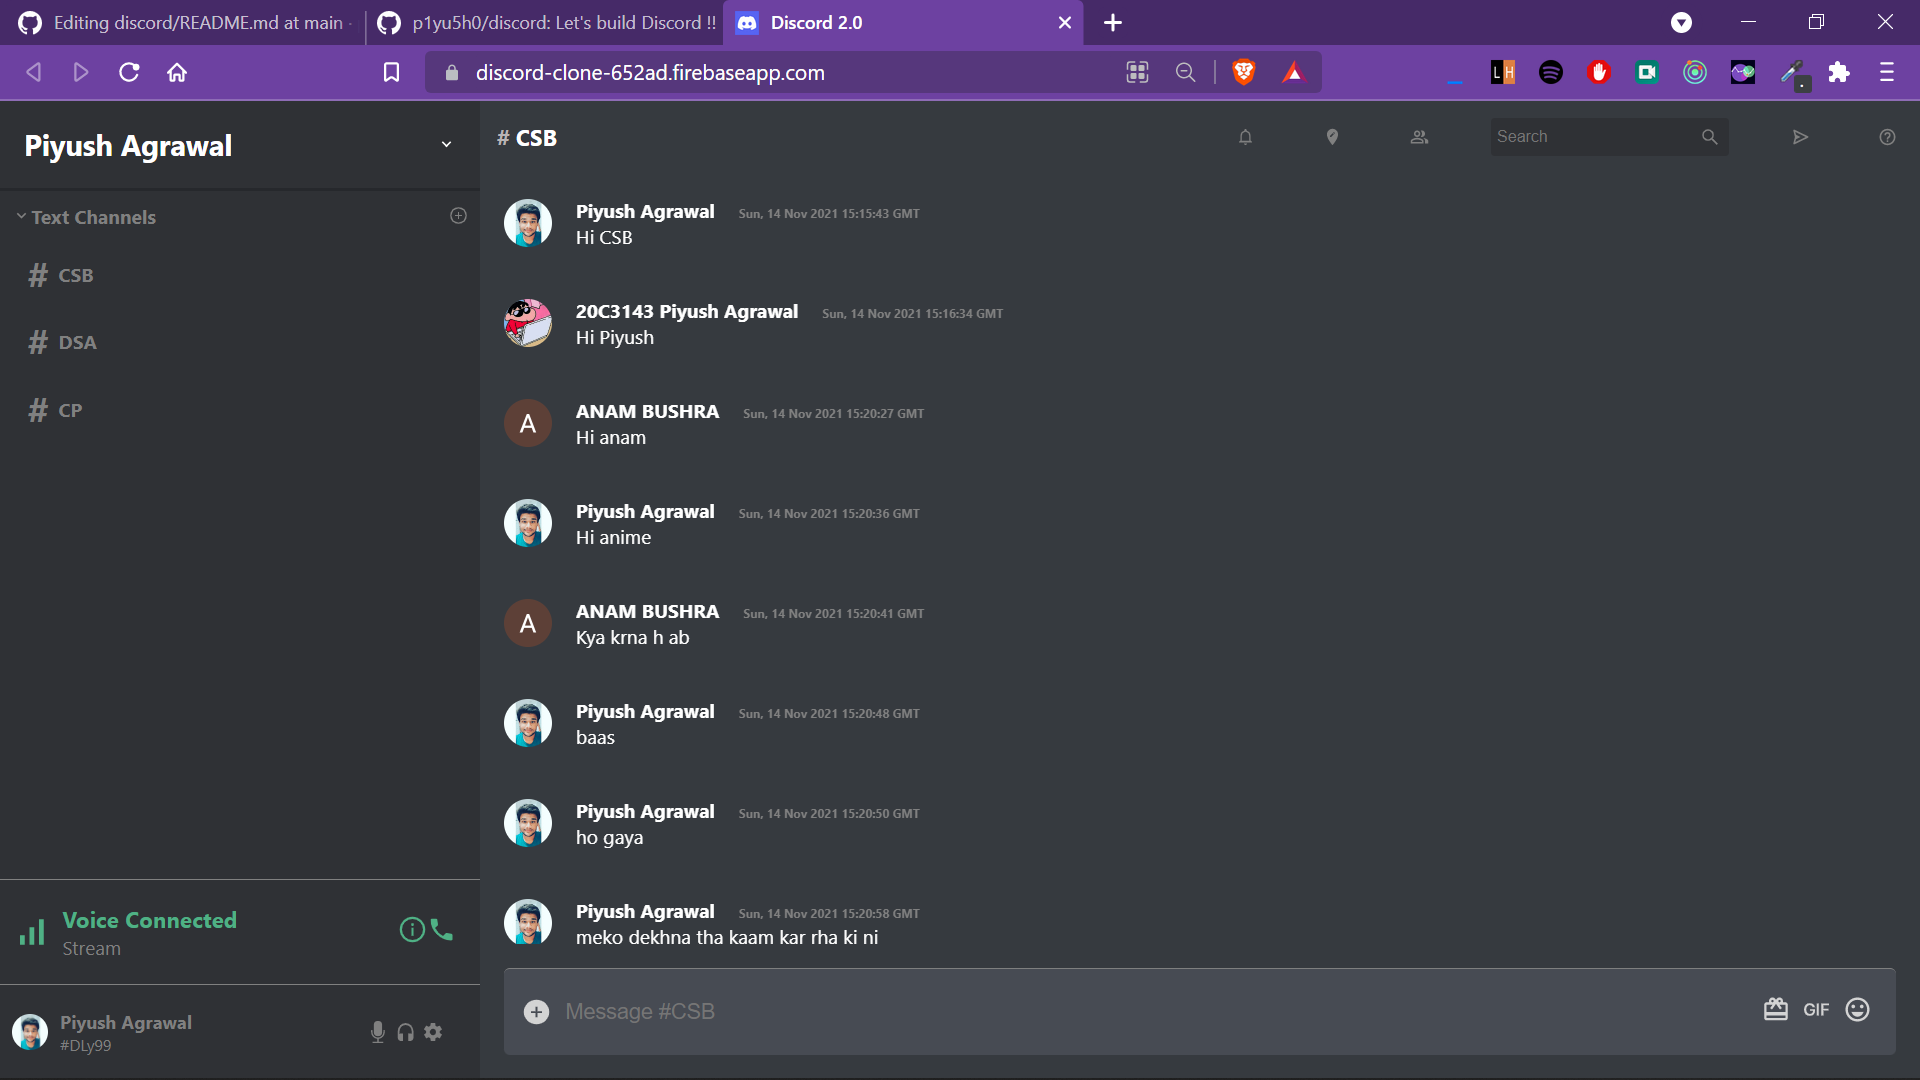 Editing discord/README.md at main ·
p1yu5h0/discord: Let's build Discord !!
Discord 2.0
discord-clone-652ad.firebaseapp.com
LH
Piyush Agrawal
Text Channels
# CSB
# DSA
# CP
Voice Connected
Stream
Piyush Agrawal
#DLy99
# CSB
Search
Piyush Agrawal Sun, 14 Nov 2021 15:15:43 GMT
Hi CSB
20C3143 Piyush Agrawal Sun, 14 Nov 2021 15:16:34 GMT
Hi Piyush
A
ANAM BUSHRA Sun, 14 Nov 2021 15:20:27 GMT
Hi anam
Piyush Agrawal Sun, 14 Nov 2021 15:20:36 GMT
Hi anime
A
ANAM BUSHRA Sun, 14 Nov 2021 15:20:41 GMT
Kya krna h ab
Piyush Agrawal Sun, 14 Nov 2021 15:20:48 GMT
baas
Piyush Agrawal Sun, 14 Nov 2021 15:20:50 GMT
ho gaya
Piyush Agrawal Sun, 14 Nov 2021 15:20:58 GMT
meko dekhna tha kaam kar rha ki ni
Message #CSB
GIF